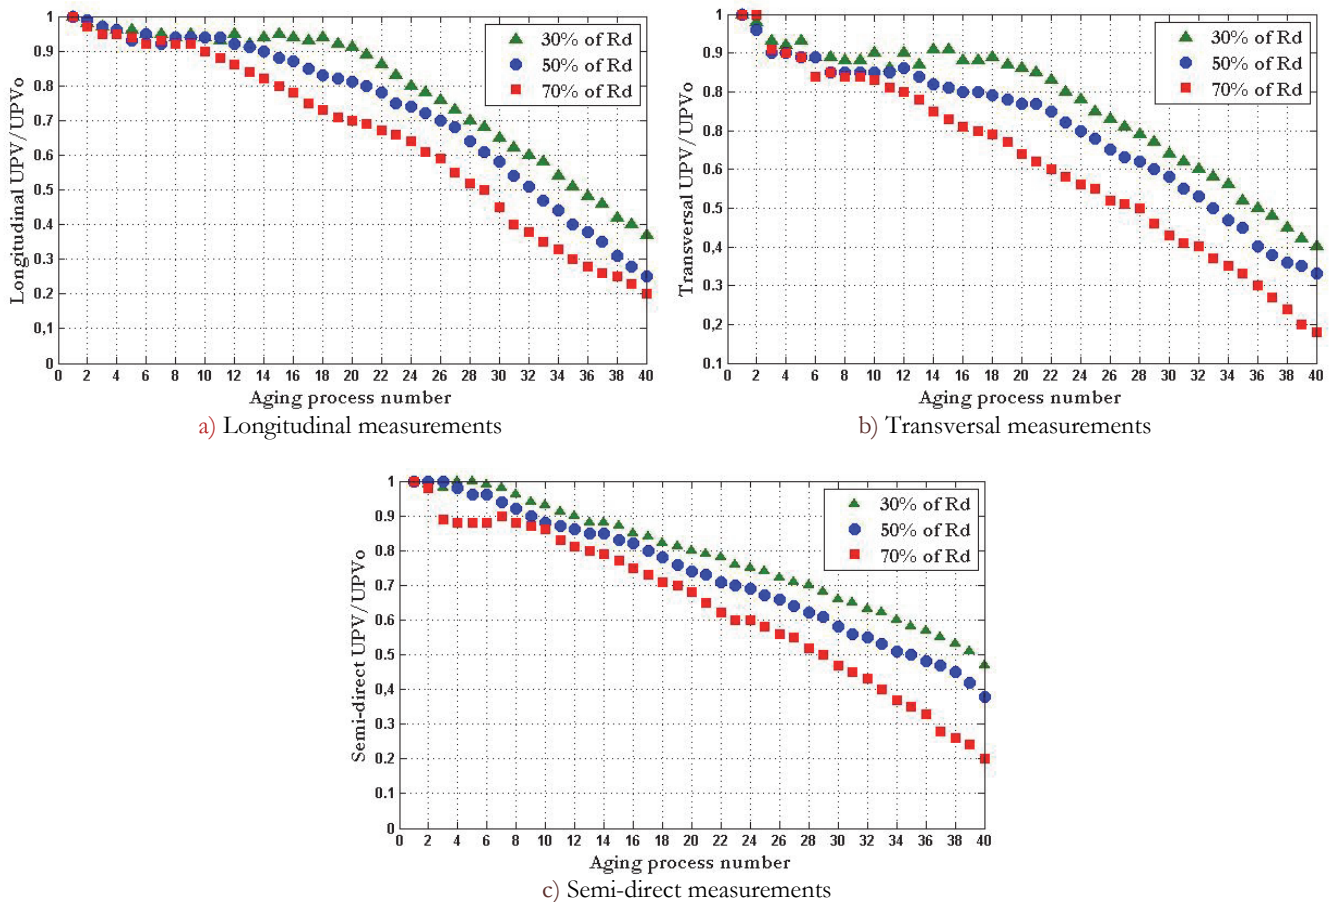 1
0.9
0.8
0.7
0.6
0.5
0.4
0.3
0.2
0,1
0
Longitudinal UPV/UPVo
30% of Rd
50% of Rd
70% of Rd
0 2 4 6 8 10 12 14 16 18 20 22 24 26 28 30 32 34 36 38 40
Aging process number
a) Longitudinal measurements
1
0.9
0.8
0.8
0.6
0.5
0.4
0.3
0,2
0.1
Transversal UPV/UPVo
30% of Rd
50% of Rd
70% of Rd
0 2 4 6 8 10 12 14 16 18 20 22 24 26 28 30 32 34 36 38 40
Aging process number
b) Transversal measurements
1
0.9
0.8
0.7
0.6
0.5
0.4
0.3
0.2
0.1
0
Semi-direct UPV/UPVo
30% of Rd
50% of Rd
70% of Rd
0 2 4 6 8 10 12 14 16 18 20 22 24 26 28 30 32 34 36 38 40
Aging process number
c) Semi-direct measurements